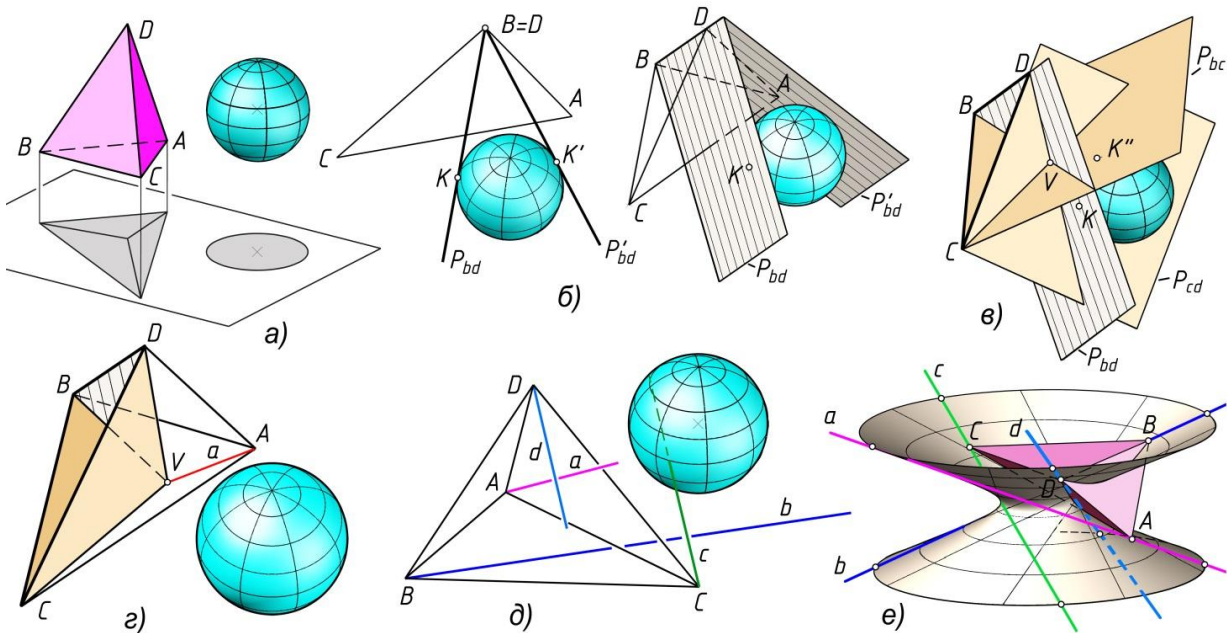 D
B
A
C
а)
B=D
A
C
K
K'
P_bd
P'_bd
б)
D
B
A
K
C
P'_bd
P_bd
D
B
P_bc
K''
V
K
C
P_cd
P_bd
в)
D
B
A
a
V
C
г)
D
d
a
A
b
c
B
C
д)
c
a
d
B
C
D
A
b
е)